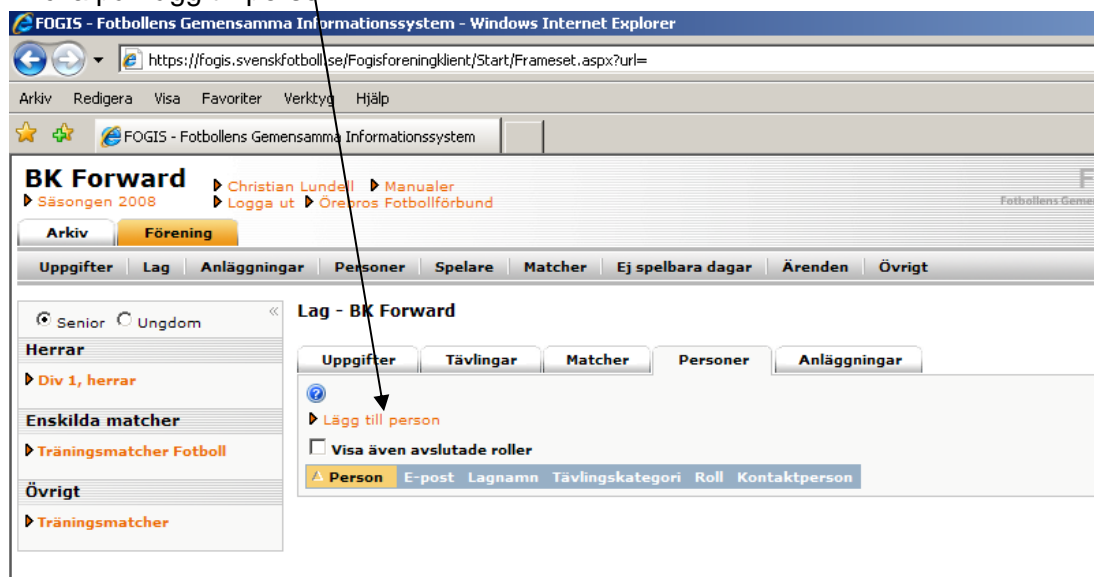 FOGIS - Fotbollens Gemensamma Informationssystem - Windows Internet Explorer
https://fogis.svenskfotboll.se/Fogisforeningklient/Start/Frameset.aspx?url=
Arkiv Redigera Visa Favoriter Verktyg Hjälp
FOGIS - Fotbollens Gemensamma Informationssystem
BK Forward
Christian Lundell Manualer
Säsongen 2008 Logga ut Örebros Fotbollförbund
Arkiv Förening
Uppgifter Lag Anläggningar Personer Spelare Matcher Ej spelbara dagar Ärenden Övrigt
Senior Ungdom
Herrar
Div 1, herrar
Enskilda matcher
Träningsmatcher Fotboll
Övrigt
Träningsmatcher
Lag - BK Forward
Uppgifter Tävlingar Matcher Personer Anläggningar
Lägg till person
Visa även avslutade roller
Person E-post Lagnamn Tävlingskategori Roll Kontaktperson